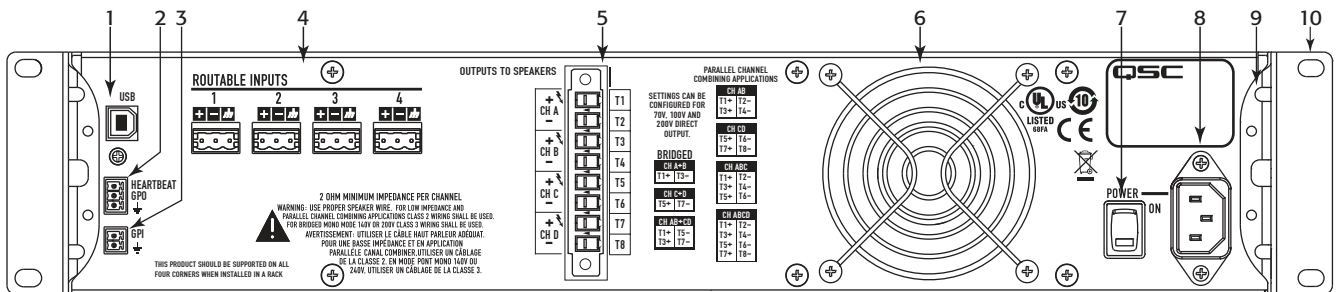 1 2 3 4 5 6 7 8 9 10
USB
HEARTBEAT
GPO
STANDBY
GPI
THIS PRODUCT SHOULD BE SUPPORTED ON ALL
FOUR CORNERS WHEN INSTALLED IN A RACK
ROUTABLE INPUTS
1 2 3 4
+ - + - + - + -
2 OHM MINIMUM IMPEDANCE PER CHANNEL
WARNING: USE PROPER SPEAKER WIRE. FOR LOW IMPEDANCE AND
PARALLEL CHANNEL COMBINING APPLICATIONS CLASS 2 WIRING SHALL BE USED.
FOR BRIDGED MONO MODE 140V OR 200V CLASS 3 WIRING SHALL BE USED.
AVERTISSEMENT: UTILISER LE CÂBLE HAUT PARLEUR ADÉQUAT.
POUR UNE BASSE IMPÉDANCE ET EN APPLICATION
PARALLÈLE CANAL COMBINER,UTILISER UN CÂBLAGE
DE LA CLASSE 2. EN MODE PONT MONO 140V OU
240V, UTILISER UN CÂBLAGE DE LA CLASSE 3.
OUTPUTS TO SPEAKERS
+
CH A
-
+
CH B
-
+
CH C
-
+
CH D
-
T1
T2
T3
T4
T5
T6
T7
T8
SETTINGS CAN BE
CONFIGURED FOR
70V, 100V AND
200V DIRECT
OUTPUT.
BRIDGED
CH A+B
T1+ T3-
CH C+D
T5+ T7-
CH AB+CD
T1+ T5-
T3+ T7-
PARALLEL CHANNEL
COMBINING APPLICATIONS
CH AB
T1+ T2-
T3+ T4-
CH CD
T5+ T6-
T7+ T8-
CH ABC
T1+ T2-
T3+ T4-
T5+ T6-
CH ABCD
T1+ T2-
T3+ T4-
T5+ T6-
T7+ T8-
QSC
C UL US
LISTED
68FA
10
CE
POWER
ON